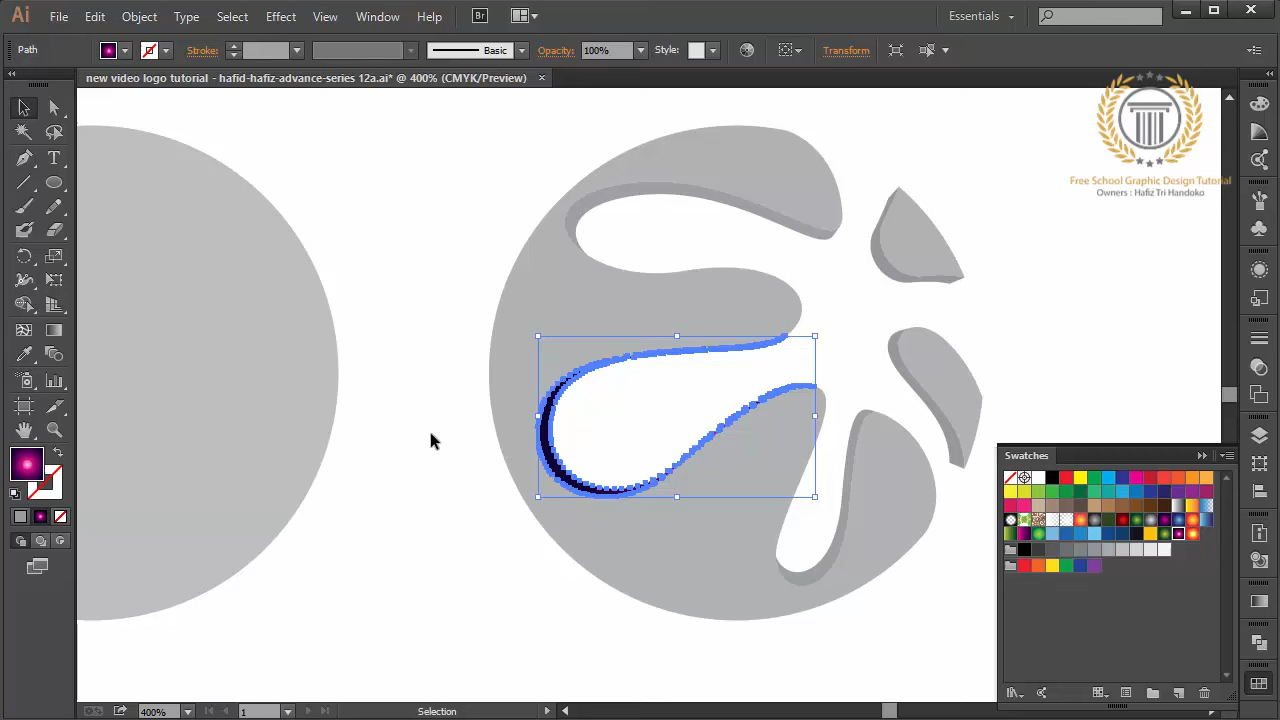 Ai File Edit Object Type Select Effect View Window Help Br Essentials
Path Stroke: Basic Opacity: 100% Style: Transform
new video logo tutorial - hafid-hafiz-advance-series 12a.ai* @ 400% (CMYK/Preview)
Free School Graphic Design Tutorial
Owners : Hafiz Tri Handoko
T
Swatches
400% 1 Selection